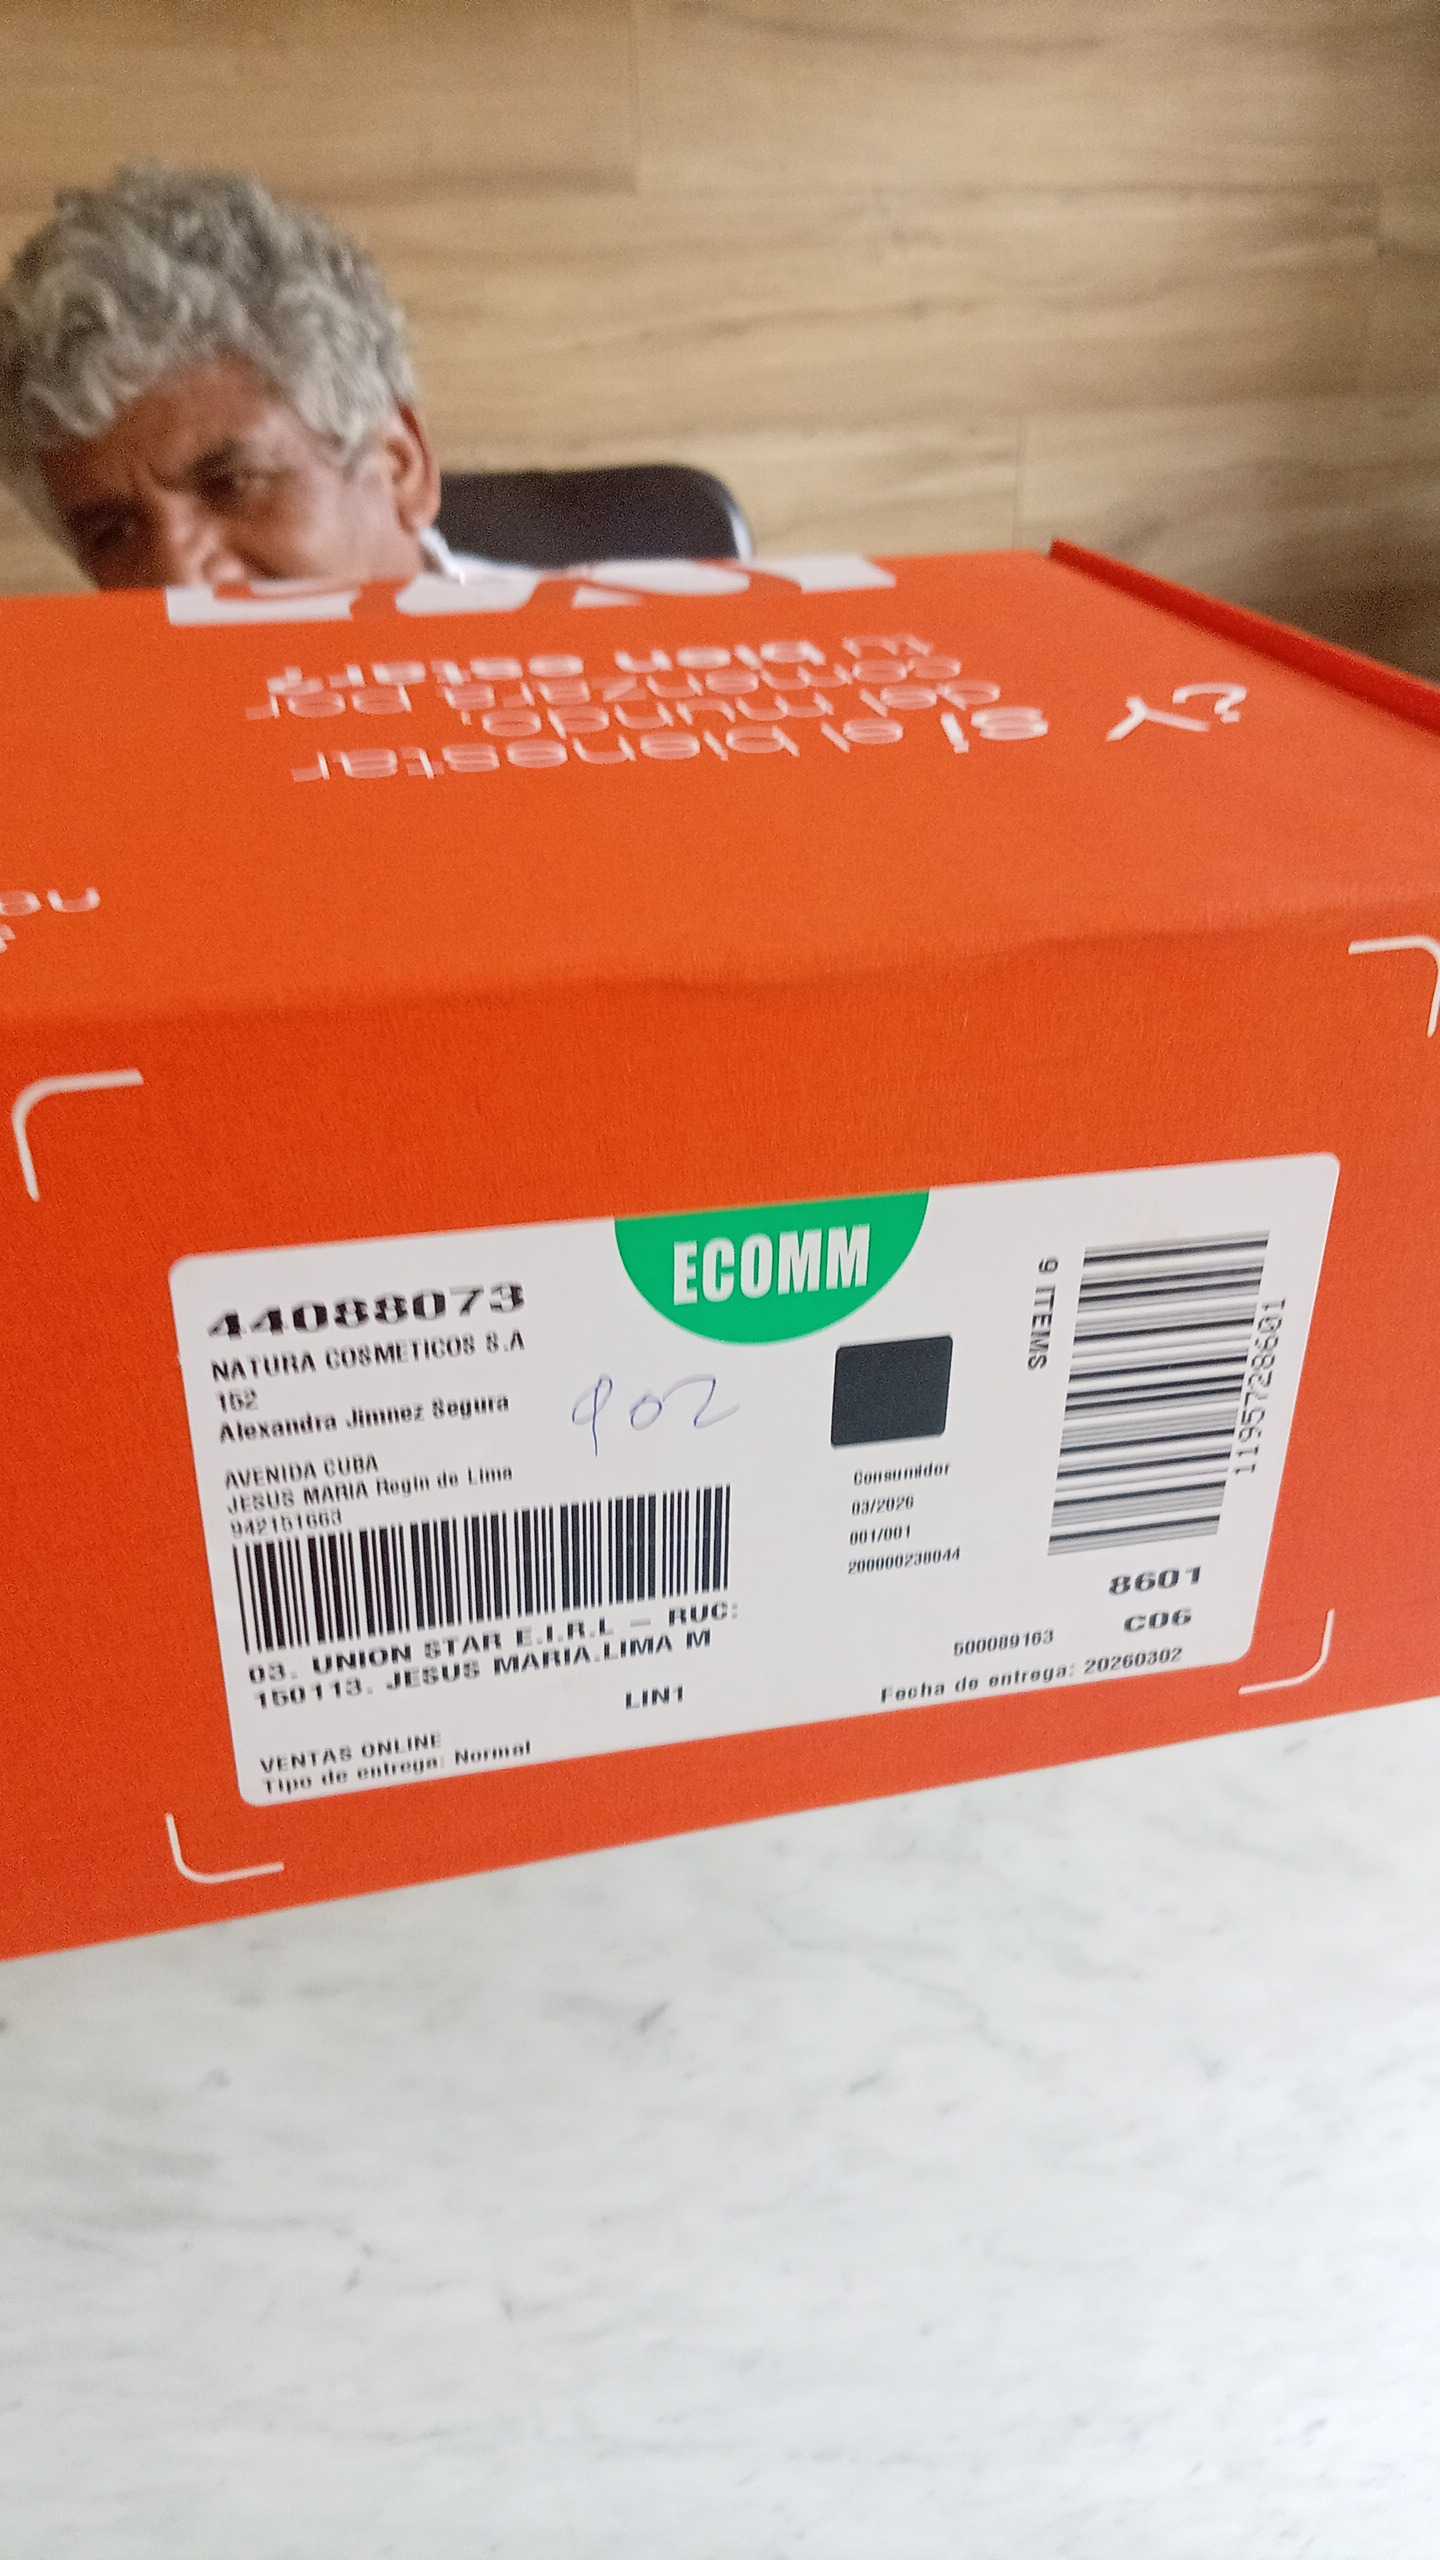 ¿Y si el bienestar
del mundo,
comenzara por
tu bien estar?
ECOMM
44088073
NATURA COSMETICOS S.A
152
Alexandra Jimnez Segura
902
AVENIDA CUBA
JESUS MARIA Regin de Lima
942151663
03. UNION STAR E.I.R.L – RUC:
150113. JESUS MARIA.LIMA M
LIN1
VENTAS ONLINE
Tipo de entrega: Normal
Consumidor
03/2026
001/001
200000238044
9 ITEMS
1195728601
8601
C06
500089163
Fecha de entrega: 20260302